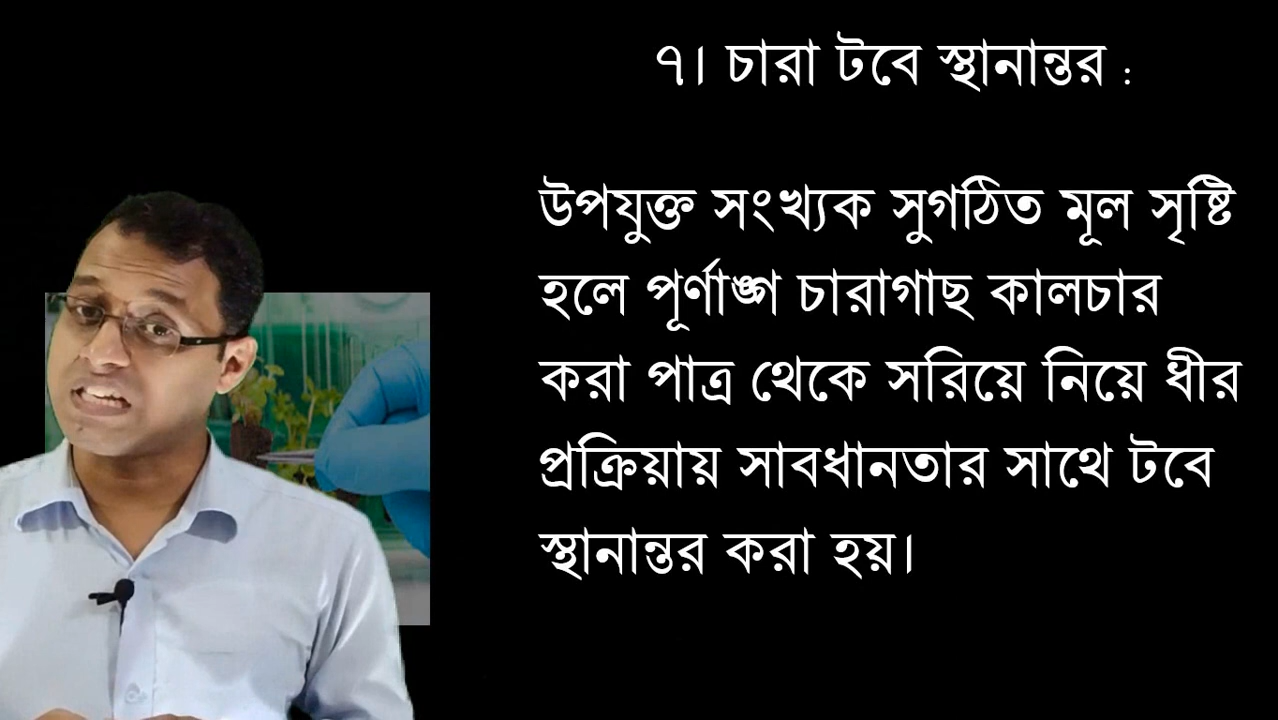 ৭। চারা টবে স্থানান্তর :
উপযুক্ত সংখ্যক সুগঠিত মূল সৃষ্টি
হলে পূর্ণাঙ্গ চারাগাছ কালচার
করা পাত্র থেকে সরিয়ে নিয়ে ধীর
প্রক্রিয়ায় সাবধানতার সাথে টবে
স্থানান্তর করা হয়।